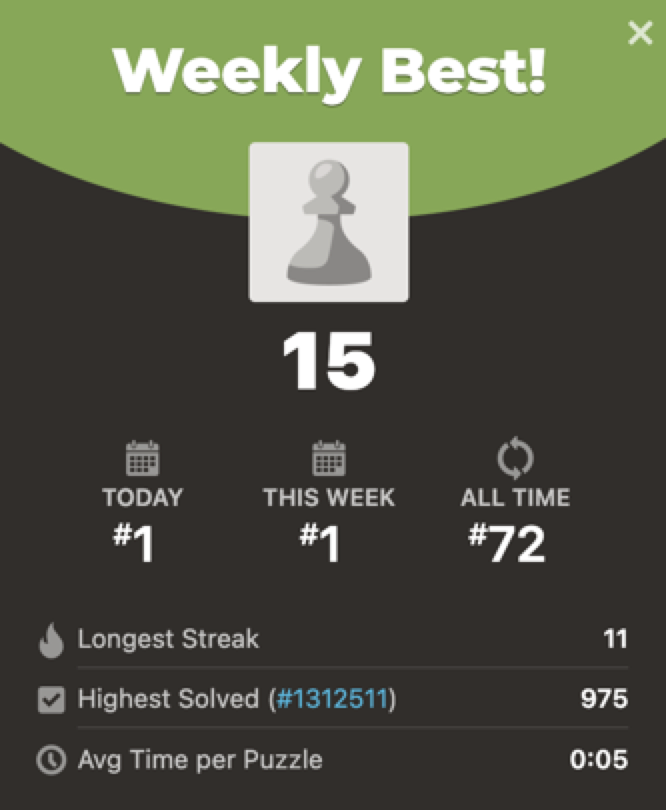 Weekly Best!
15
TODAY THIS WEEK ALL TIME
#1 #1 #72
Longest Streak 11
Highest Solved (#1312511) 975
Avg Time per Puzzle 0:05